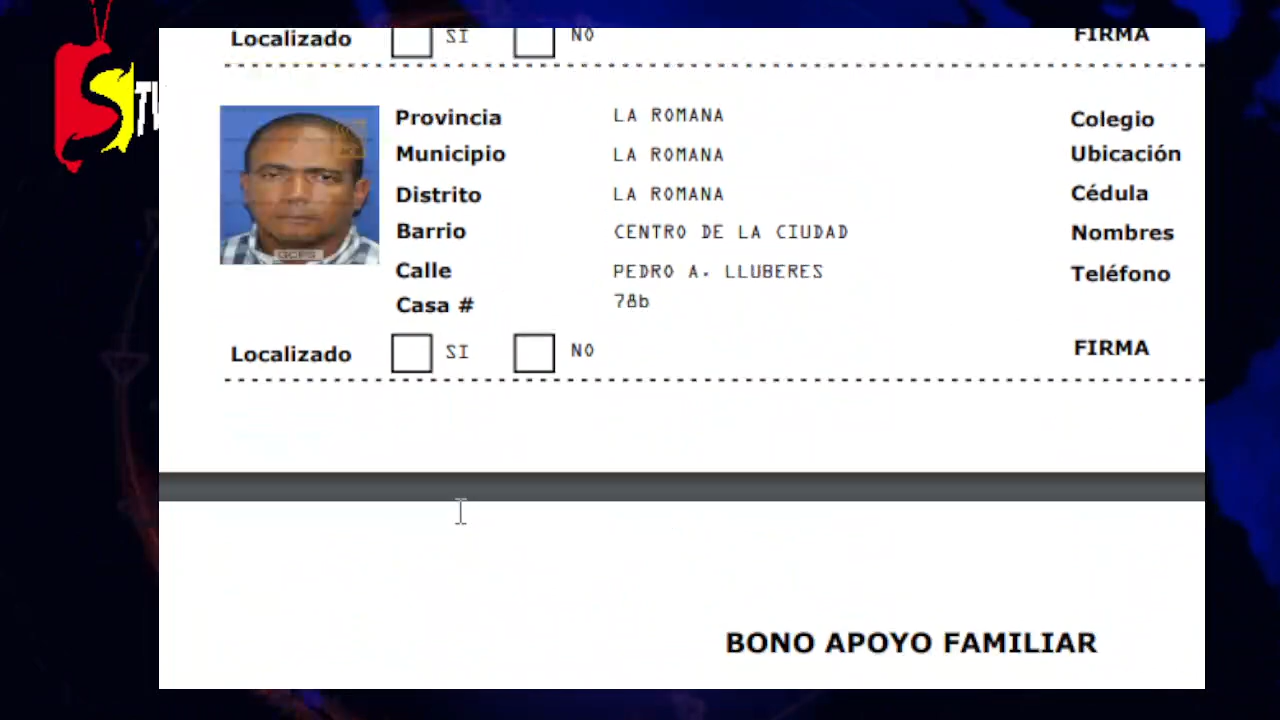 Localizado SI NO FIRMA
S TV
Provincia LA ROMANA Colegio
Municipio LA ROMANA Ubicación
Distrito LA ROMANA Cédula
Barrio CENTRO DE LA CIUDAD Nombres
Calle PEDRO A. LLUBERES Teléfono
Casa # 78b
Localizado SI NO FIRMA
BONO APOYO FAMILIAR